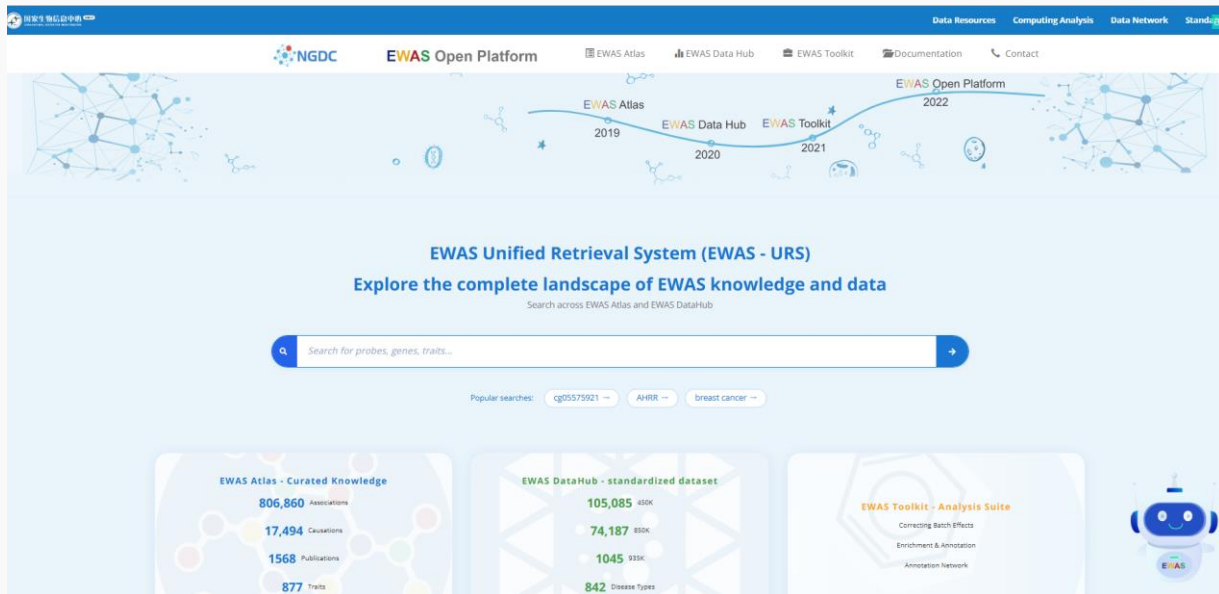 国家生物信息中心
Data Resources Computing Analysis Data Network
NGDC EWAS Open Platform EWAS Atlas EWAS Data Hub EWAS Toolkit Documentation Contact
EWAS Atlas
2019
EWAS Data Hub
2020
EWAS Toolkit
2021
EWAS Open Platform
2022
EWAS Unified Retrieval System (EWAS - URS)
Explore the complete landscape of EWAS knowledge and data
Search across EWAS Atlas and EWAS DataHub
Search for probes, genes, traits...
Popular searches: cg05575921 → AHRR → breast cancer →
EWAS Atlas - Curated Knowledge
806,860 Associations
17,494 Causations
1568 Publications
877 Traits
EWAS DataHub - standardized dataset
105,085 450K
74,187 850K
1045 935K
842 Disease Types
EWAS Toolkit - Analysis Suite
Correcting Batch Effects
Enrichment & Annotation
Annotation Network
EWAS